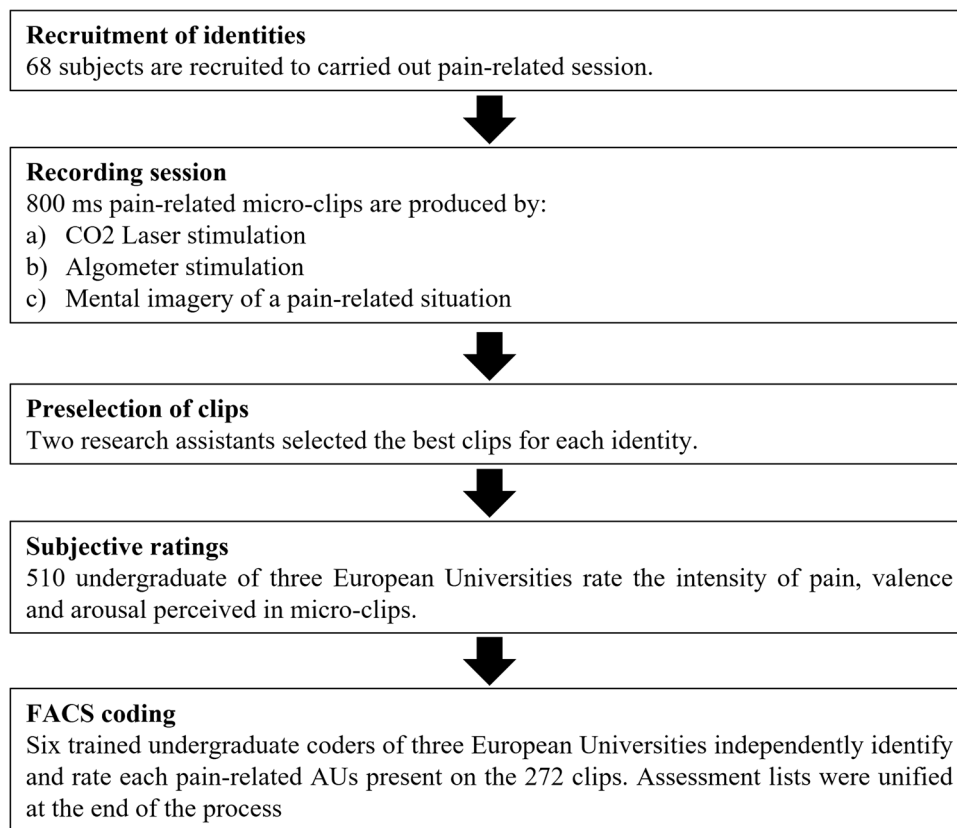 Recruitment of identities
68 subjects are recruited to carried out pain-related session.
Recording session
800 ms pain-related micro-clips are produced by:
a) CO2 Laser stimulation
b) Algometer stimulation
c) Mental imagery of a pain-related situation
Preselection of clips
Two research assistants selected the best clips for each identity.
Subjective ratings
510 undergraduate of three European Universities rate the intensity of pain, valence
and arousal perceived in micro-clips.
FACS coding
Six trained undergraduate coders of three European Universities independently identify
and rate each pain-related AUs present on the 272 clips. Assessment lists were unified
at the end of the process